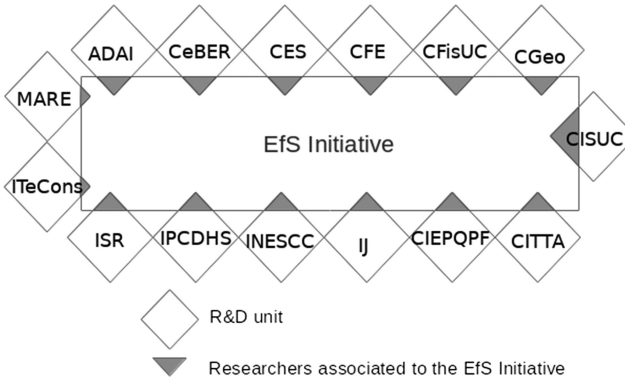 ADAI CeBER CES CFE CFisUC CGeo
MARE
EfS Initiative
CISUC
ITeCons
ISR IPCDHS INESCC IJ CIEPQPF CITTA
R&D unit
Researchers associated to the EfS Initiative